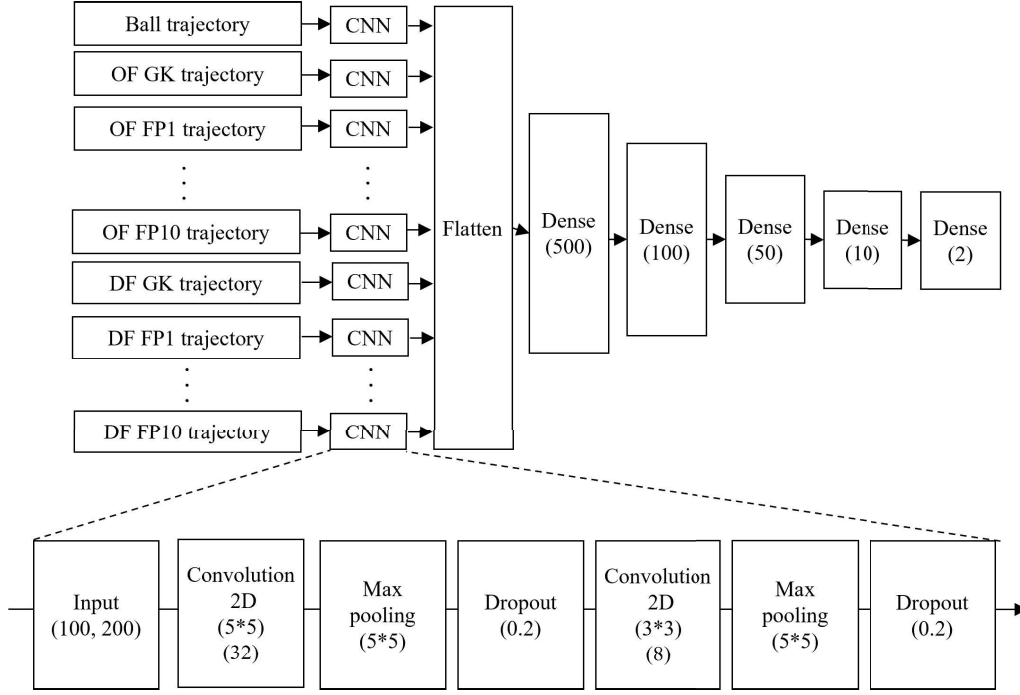 Ball trajectory
CNN
OF GK trajectory
CNN
OF FP1 trajectory
CNN
OF FP10 trajectory
CNN
DF GK trajectory
CNN
DF FP1 trajectory
CNN
DF FP10 trajectory
CNN
Flatten
Dense
(500)
Dense
(100)
Dense
(50)
Dense
(10)
Dense
(2)
Input
(100, 200)
Convolution
2D
(5*5)
(32)
Max
pooling
(5*5)
Dropout
(0.2)
Convolution
2D
(3*3)
(8)
Max
pooling
(5*5)
Dropout
(0.2)